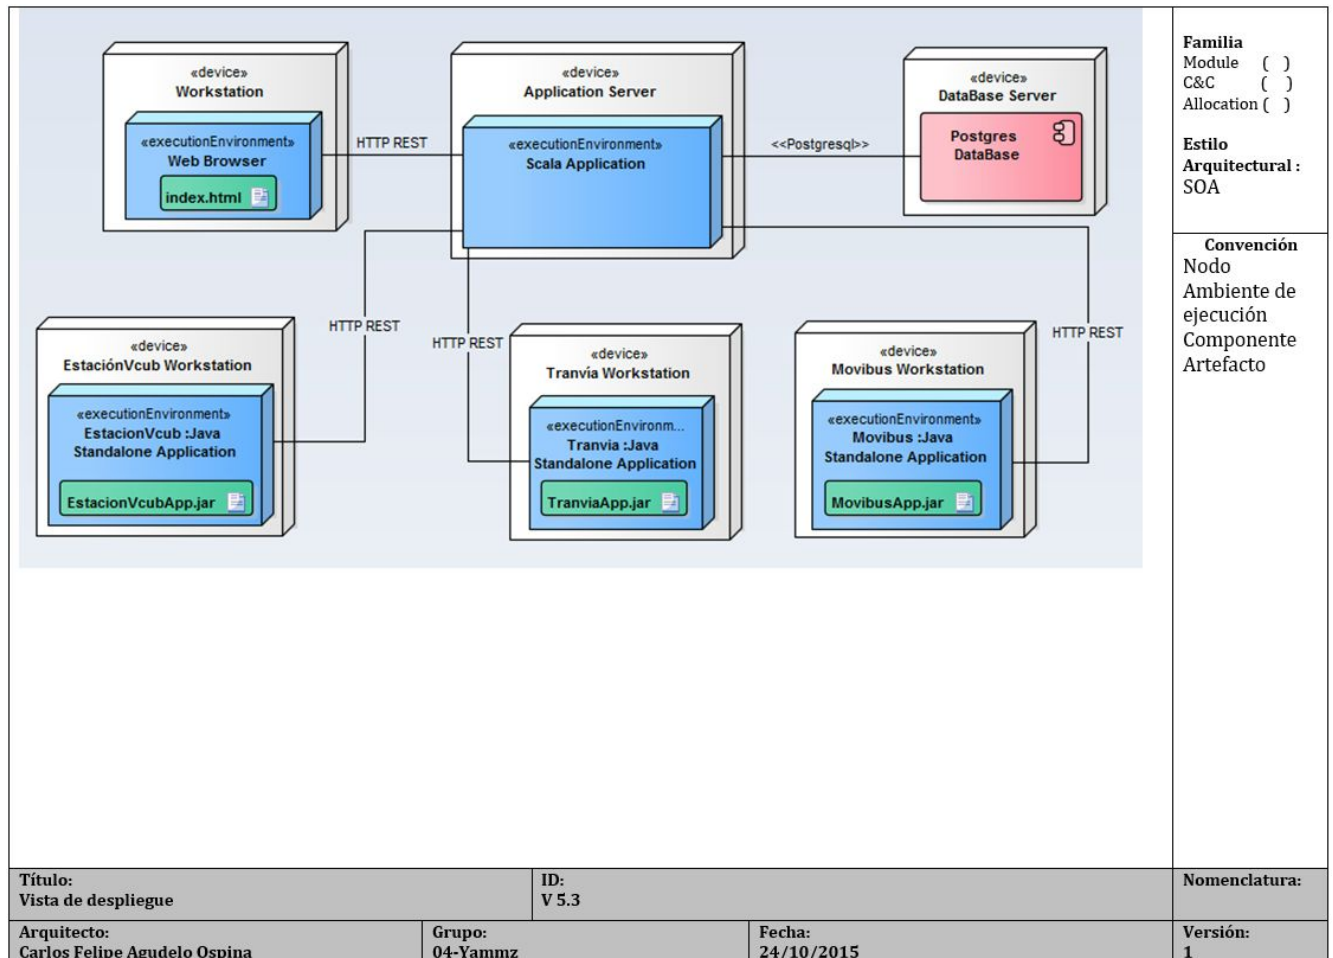 «device»
Workstation
«executionEnvironment»
Web Browser
index.html
HTTP REST
«device»
Application Server
«executionEnvironment»
Scala Application
<<Postgresql>>
«device»
DataBase Server
Postgres
DataBase
HTTP REST
HTTP REST
HTTP REST
«device»
EstaciónVcub Workstation
«executionEnvironment»
EstacionVcub :Java
Standalone Application
EstacionVcubApp.jar
«device»
Tranvia Workstation
«executionEnvironm...
Tranvia :Java
Standalone Application
TranviaApp.jar
«device»
Movibus Workstation
«executionEnvironment»
Movibus :Java
Standalone Application
MovibusApp.jar
Familia
Module ( )
C&C ( )
Allocation ( )
Estilo
Arquitectural :
SOA
Convención
Nodo
Ambiente de
ejecución
Componente
Artefacto
Título:
Vista de despliegue
ID:
V 5.3
Nomenclatura:
Arquitecto:
Carlos Felipe Agudelo Ospina
Grupo:
04-Yammz
Fecha:
24/10/2015
Versión:
1